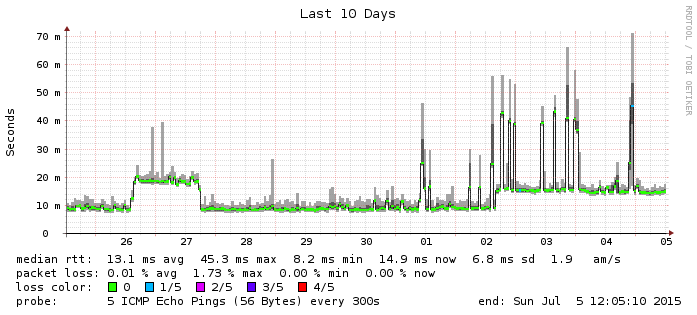 Last 10 Days
RRDTOOL / TOBI OETIKER
Seconds
70 m
60 m
50 m
40 m
30 m
20 m
10 m
0
26 27 28 29 30 01 02 03 04 05
median rtt: 13.1 ms avg 45.3 ms max 8.2 ms min 14.9 ms now 6.8 ms sd 1.9 am/s
packet loss: 0.01 % avg 1.73 % max 0.00 % min 0.00 % now
loss color: 0 1/5 2/5 3/5 4/5
probe: 5 ICMP Echo Pings (56 Bytes) every 300s end: Sun Jul 5 12:05:10 2015